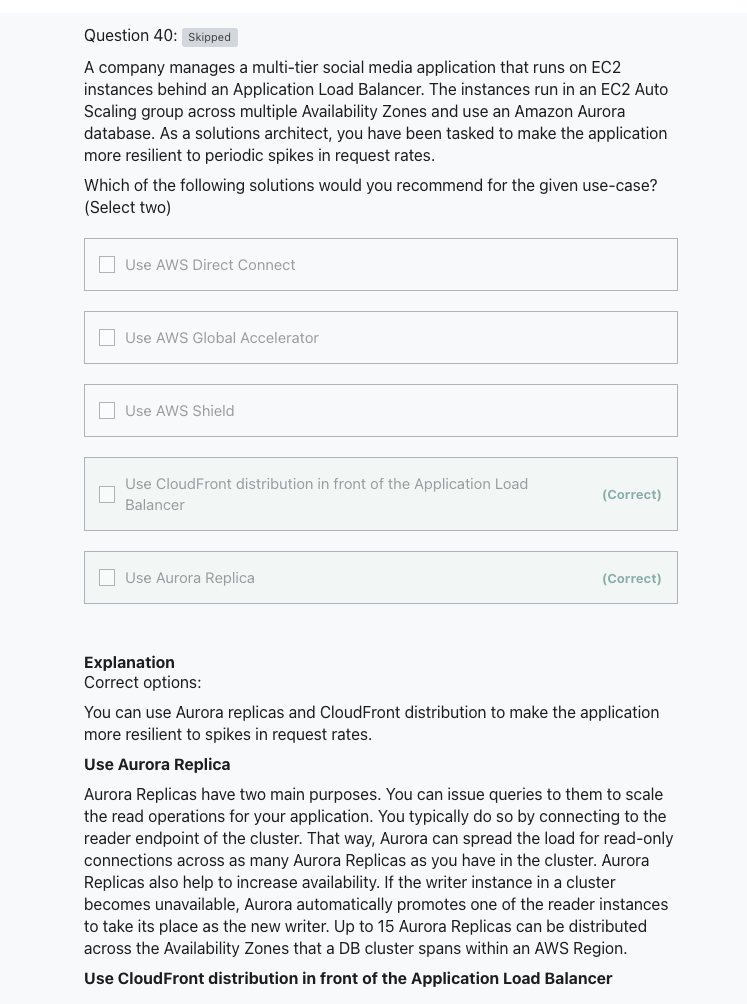 Question 40: Skipped
A company manages a multi-tier social media application that runs on EC2
instances behind an Application Load Balancer. The instances run in an EC2 Auto
Scaling group across multiple Availability Zones and use an Amazon Aurora
database. As a solutions architect, you have been tasked to make the application
more resilient to periodic spikes in request rates.
Which of the following solutions would you recommend for the given use-case?
(Select two)
Use AWS Direct Connect
Use AWS Global Accelerator
Use AWS Shield
Use CloudFront distribution in front of the Application Load
Balancer
(Correct)
Use Aurora Replica (Correct)
Explanation
Correct options:
You can use Aurora replicas and CloudFront distribution to make the application
more resilient to spikes in request rates.
Use Aurora Replica
Aurora Replicas have two main purposes. You can issue queries to them to scale
the read operations for your application. You typically do so by connecting to the
reader endpoint of the cluster. That way, Aurora can spread the load for read-only
connections across as many Aurora Replicas as you have in the cluster. Aurora
Replicas also help to increase availability. If the writer instance in a cluster
becomes unavailable, Aurora automatically promotes one of the reader instances
to take its place as the new writer. Up to 15 Aurora Replicas can be distributed
across the Availability Zones that a DB cluster spans within an AWS Region.
Use CloudFront distribution in front of the Application Load Balancer